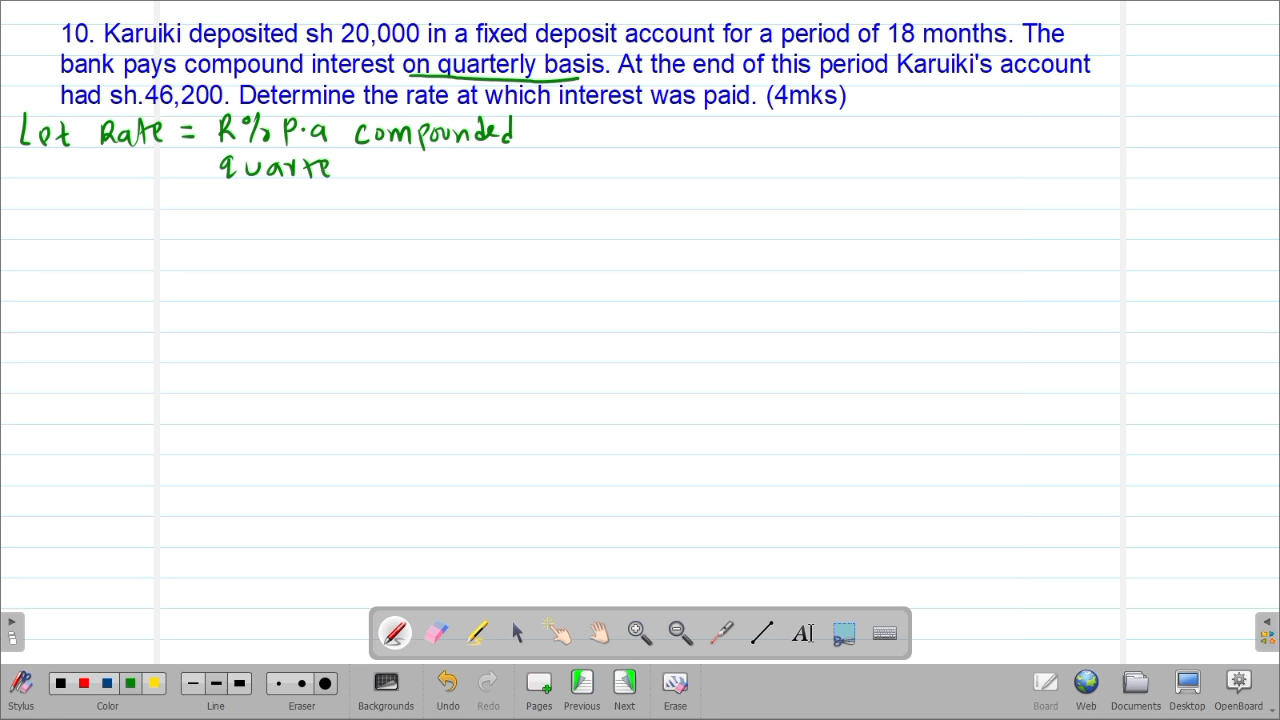 10. Karuiki deposited sh 20,000 in a fixed deposit account for a period of 18 months. The
bank pays compound interest on quarterly basis. At the end of this period Karuiki's account
had sh.46,200. Determine the rate at which interest was paid. (4mks)
Let Rate = R% P.a compounded
quarte
Stylus
Color
Line
Eraser
Backgrounds
Undo
Redo
Pages
Previous
Next
Erase
Board
Web
Documents
Desktop
OpenBoard